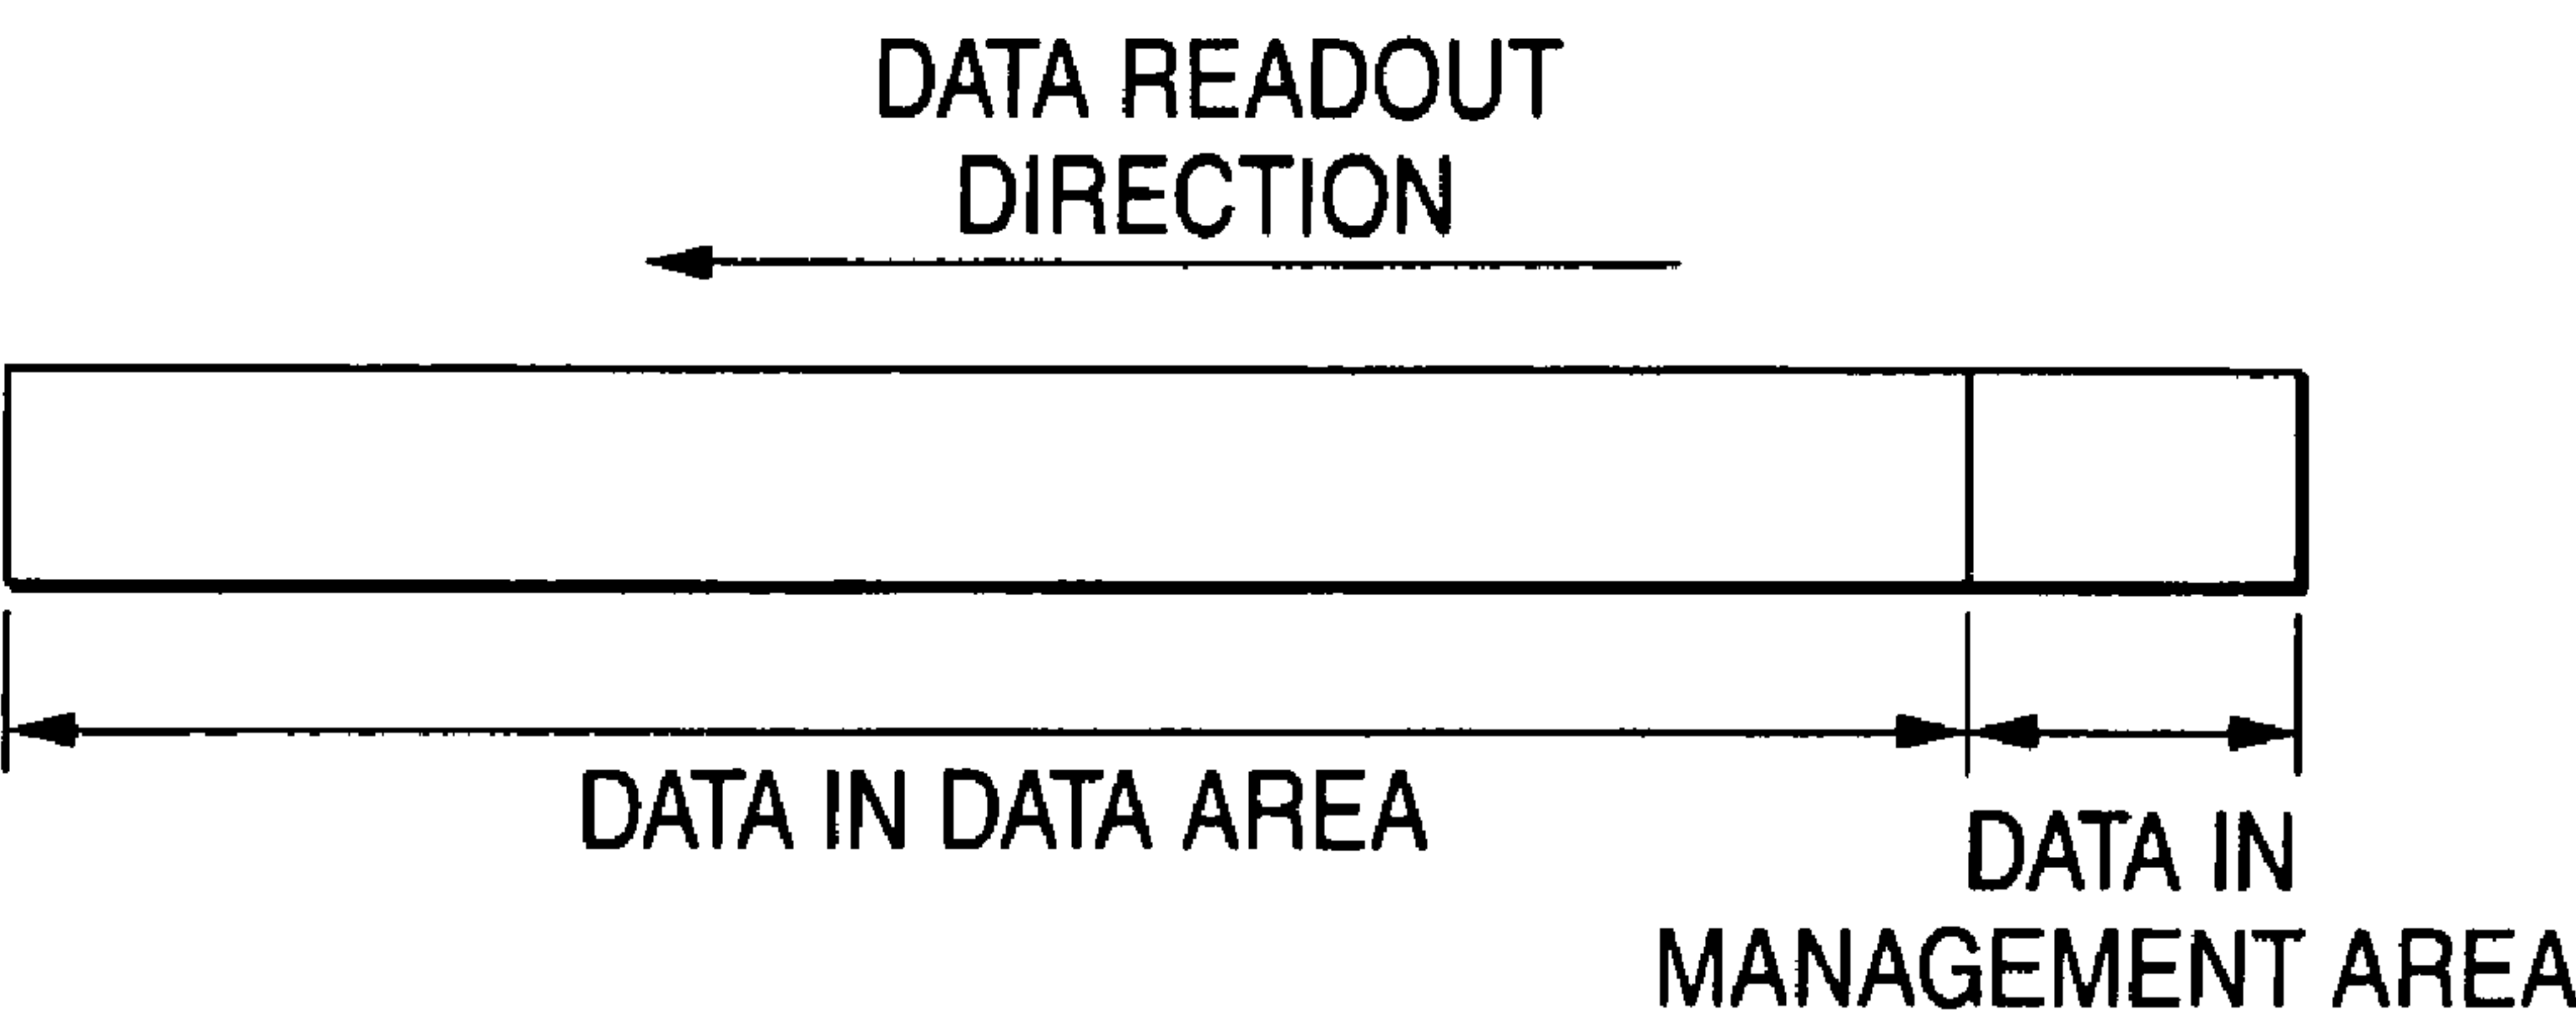 DATA READOUT
DIRECTION
DATA IN DATA AREA
DATA IN
MANAGEMENT AREA